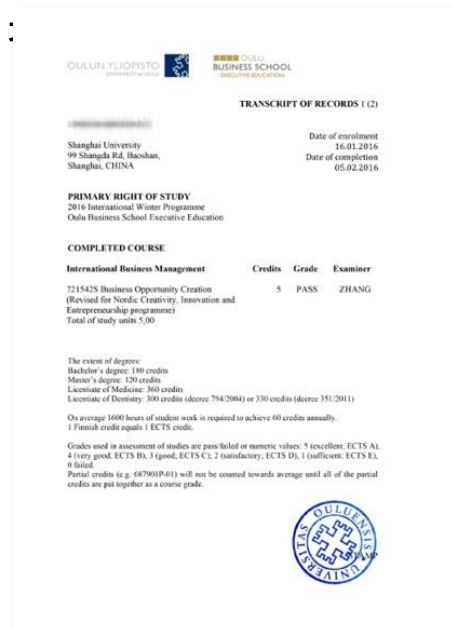 OULUN YLIOPISTO
UNIVERSITY of OULU
OULU
BUSINESS SCHOOL
EXECUTIVE EDUCATION
TRANSCRIPT OF RECORDS 1 (2)
Shanghai University
99 Shangda Rd, Baoshan,
Shanghai, CHINA
Date of enrolment
16.01.2016
Date of completion
05.02.2016
PRIMARY RIGHT OF STUDY
2016 International Winter Programme
Oulu Business School Executive Education
COMPLETED COURSE
International Business Management Credits Grade Examiner
721542S Business Opportunity Creation 5 PASS ZHANG
(Revised for Nordic Creativity, Innovation and
Entrepreneurship programme)
Total of study units 5,00
The extent of degrees:
Bachelor's degree: 180 credits
Master's degree: 120 credits
Licentiate of Medicine: 360 credits
Licentiate of Dentistry: 300 credits (decree 794/2004) or 330 credits (decree 351/2011)
On average 1600 hours of student work is required to achieve 60 credits annually.
1 Finnish credit equals 1 ECTS credit.
Grades used in assessment of studies are pass/failed or numeric values: 5 (excellent; ECTS A),
4 (very good; ECTS B), 3 (good; ECTS C); 2 (satisfactory; ECTS D), 1 (sufficient; ECTS E),
0 failed.
Partial credits (e.g. 687901P-01) will not be counted towards average until all of the partial
credits are put together as a course grade.
UNIVERSITAS OULUENSIS
STAMP